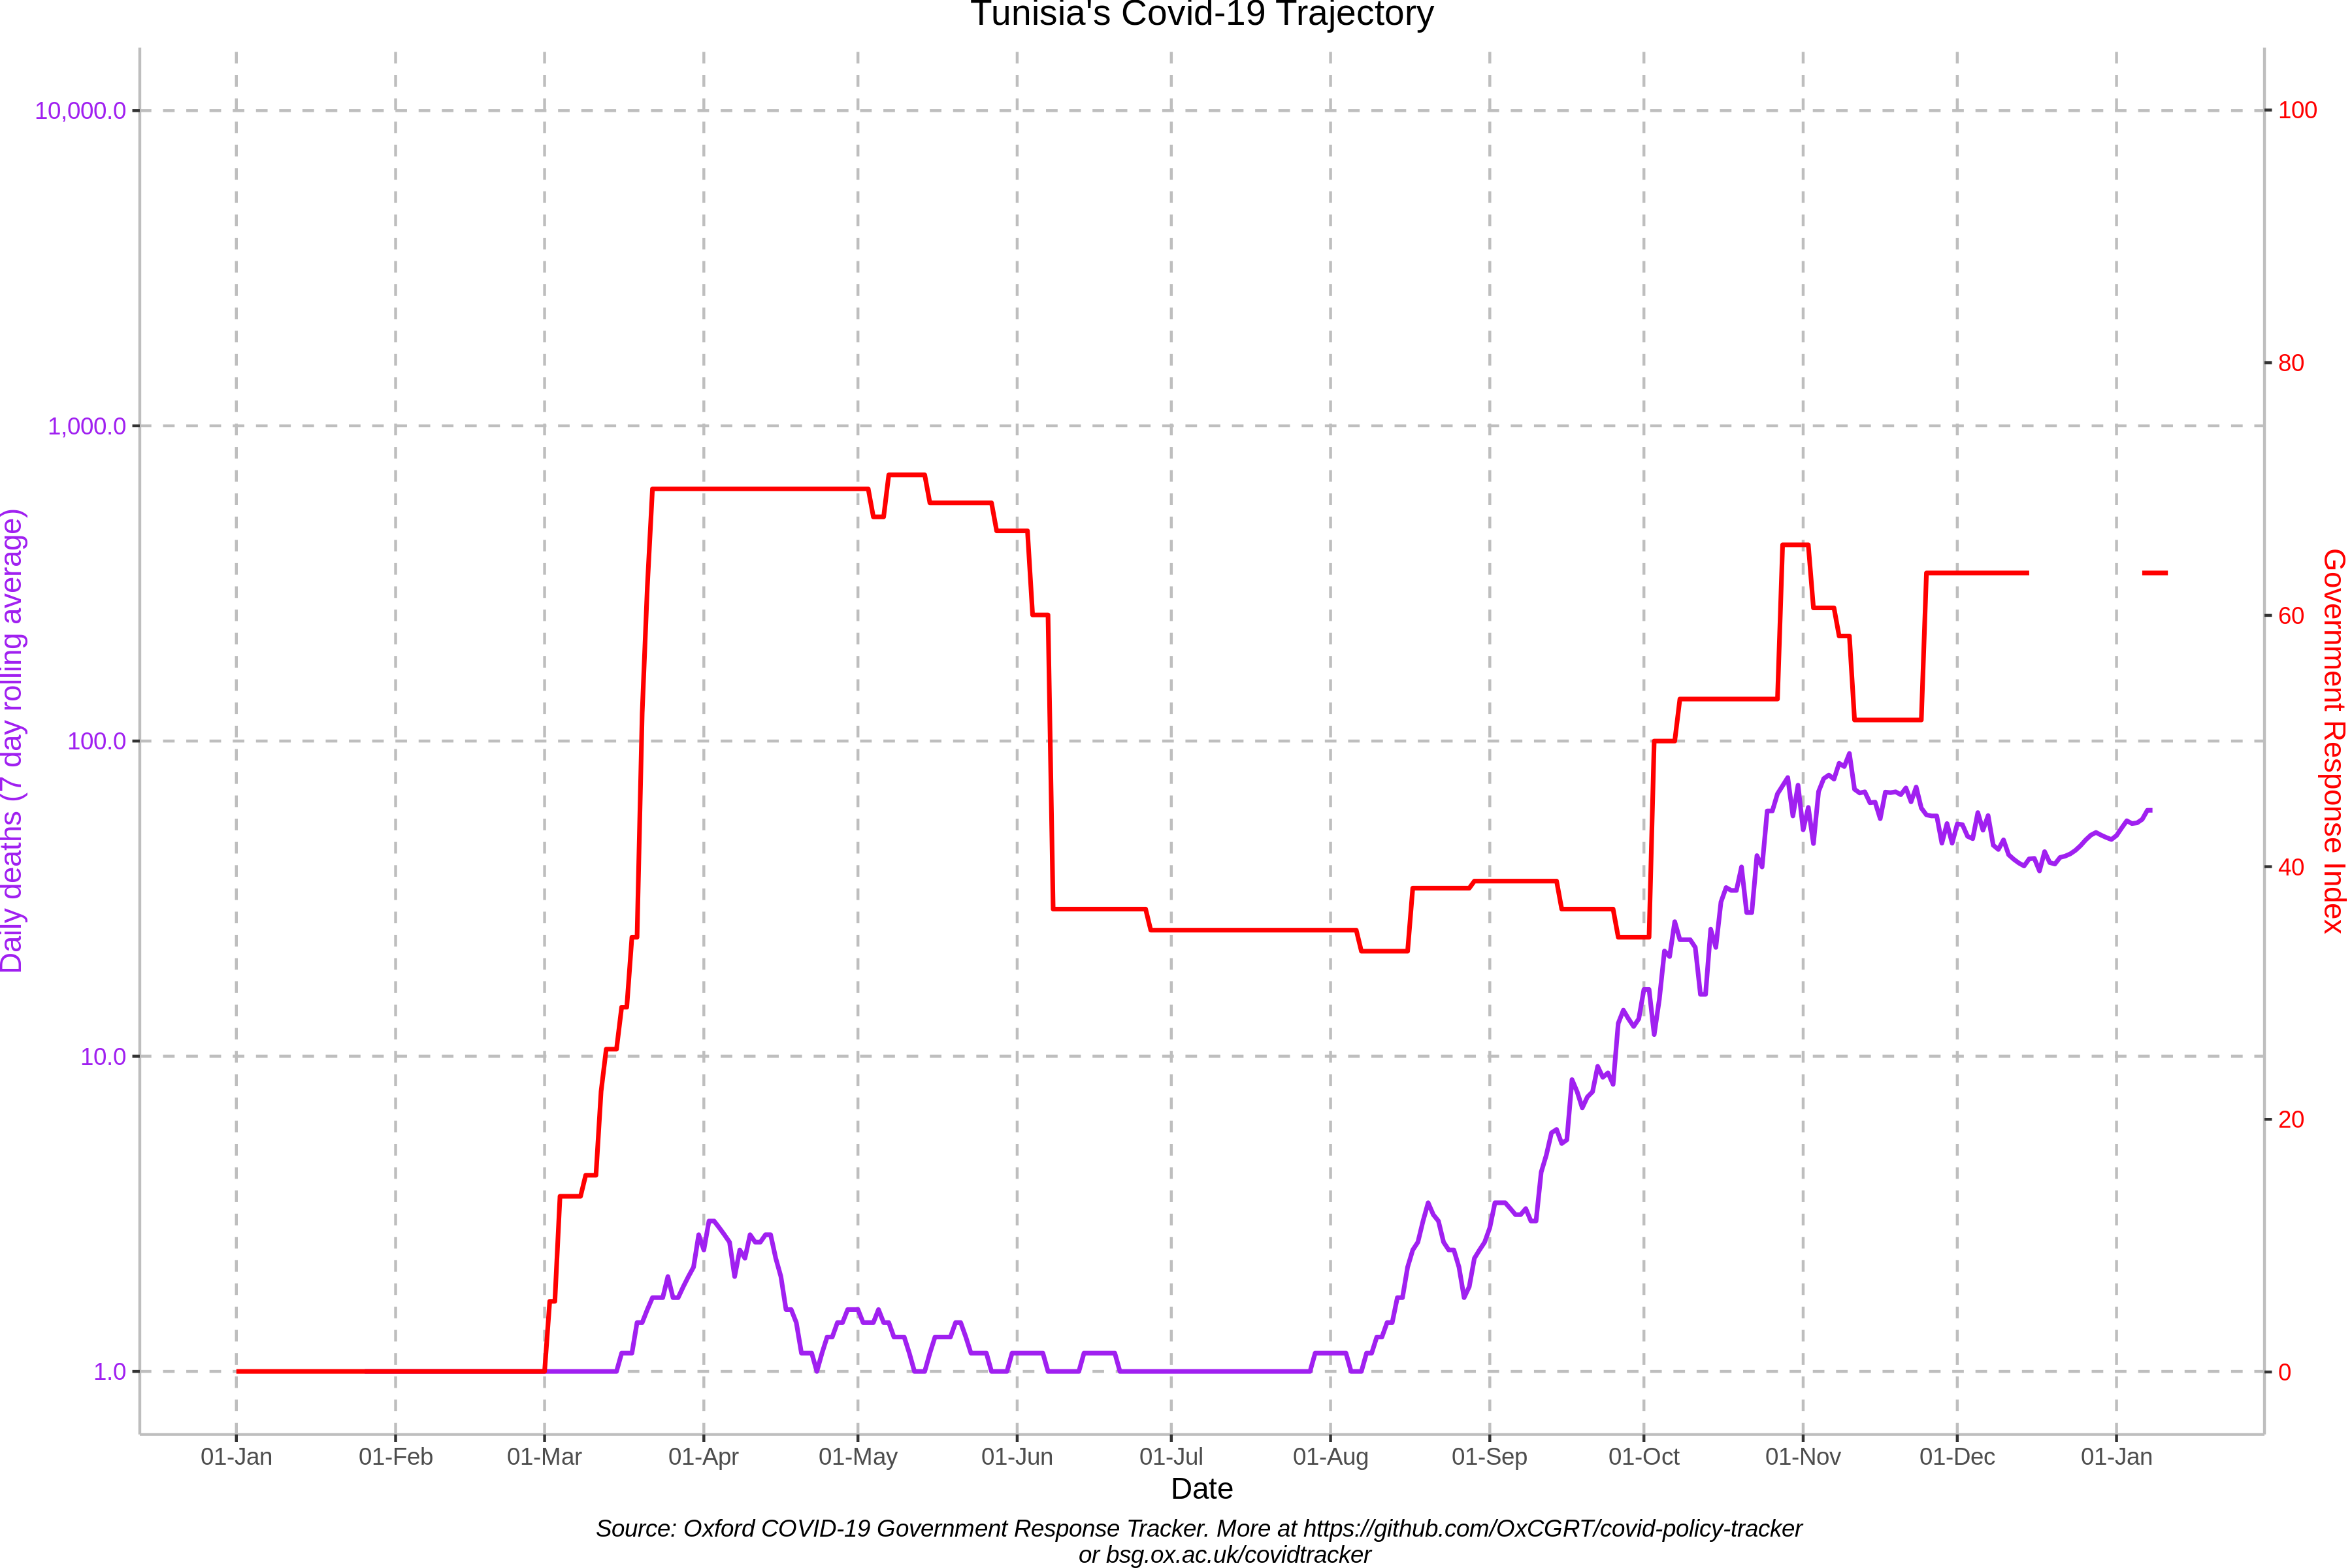 Tunisia's Covid-19 Trajectory
10,000.0
1,000.0
100.0
10.0
1.0
Daily deaths (7 day rolling average)
100
80
60
40
20
0
Government Response Index
01-Jan 01-Feb 01-Mar 01-Apr 01-May 01-Jun 01-Jul 01-Aug 01-Sep 01-Oct 01-Nov 01-Dec 01-Jan
Date
Source: Oxford COVID-19 Government Response Tracker. More at https://github.com/OxCGRT/covid-policy-tracker
or bsg.ox.ac.uk/covidtracker